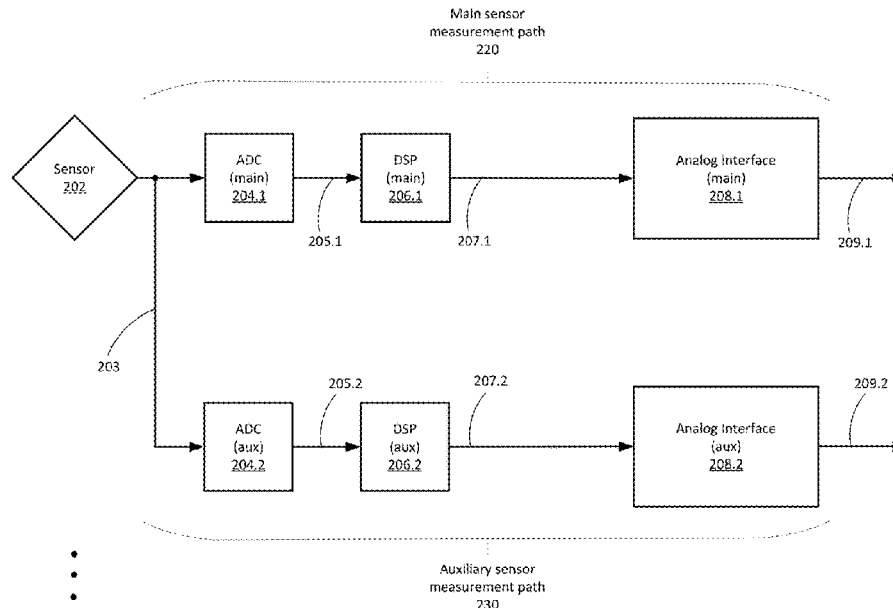 Main sensor
measurement path
220
Sensor
202
ADC
(main)
204.1
DSP
(main)
206.1
Analog Interface
(main)
208.1
205.1
207.1
209.1
203
205.2
207.2
209.2
ADC
(aux)
204.2
DSP
(aux)
206.2
Analog Interface
(aux)
208.2
Auxiliary sensor
measurement path
230